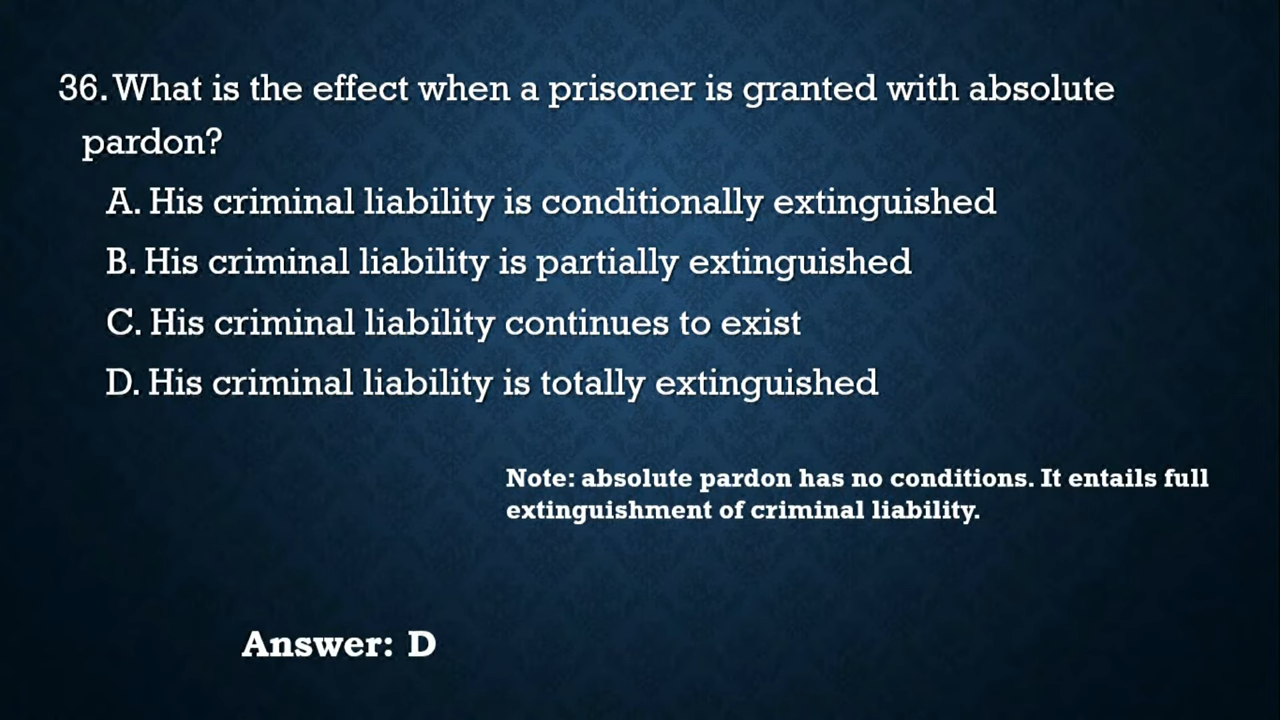 36. What is the effect when a prisoner is granted with absolute
pardon?
A. His criminal liability is conditionally extinguished
B. His criminal liability is partially extinguished
C. His criminal liability continues to exist
D. His criminal liability is totally extinguished
Note: absolute pardon has no conditions. It entails full
extinguishment of criminal liability.
Answer: D